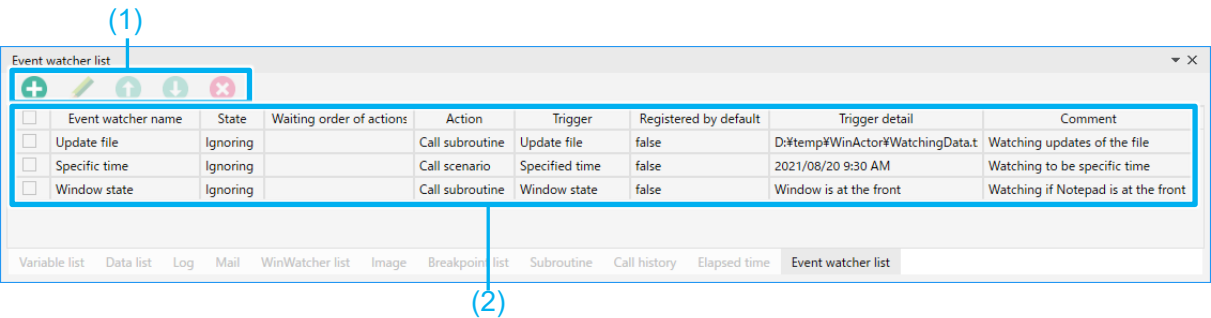 (1)
Event watcher list
Event watcher name State Waiting order of actions Action Trigger Registered by default Trigger detail Comment
Update file Ignoring Call subroutine Update file false D:¥temp¥WinActor¥WatchingData.t Watching updates of the file
Specific time Ignoring Call scenario Specified time false 2021/08/20 9:30 AM Watching to be specific time
Window state Ignoring Call subroutine Window state false Window is at the front Watching if Notepad is at the front
Variable list Data list Log Mail WinWatcher list Image Breakpoint list Subroutine Call history Elapsed time Event watcher list
(2)